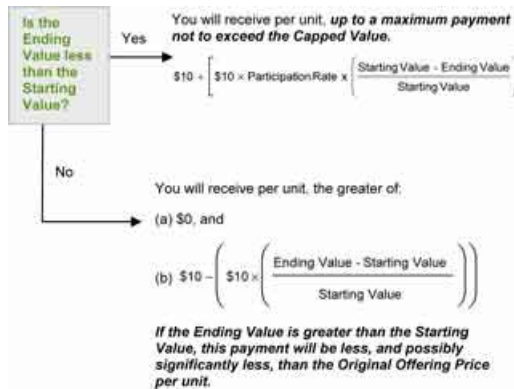 Is the
Ending
Value less
than the
Starting
Value?
Yes
You will receive per unit, up to a maximum payment
not to exceed the Capped Value.
$10 + [ $10 × Participation Rate x ( Starting Value - Ending Value
Starting Value
No
You will receive per unit, the greater of:
(a) $0, and
(b) $10 – ( $10 × ( Ending Value - Starting Value ) )
Starting Value
If the Ending Value is greater than the Starting
Value, this payment will be less, and possibly
significantly less, than the Original Offering Price
per unit.